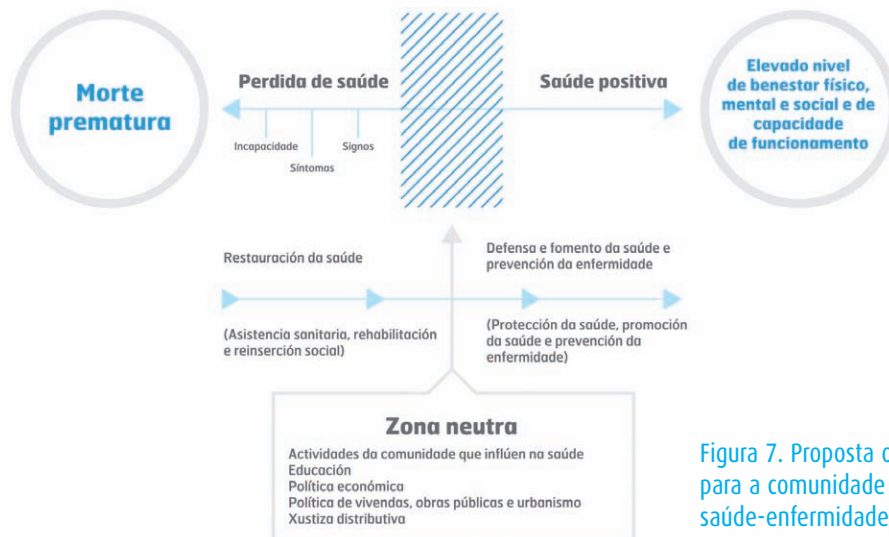 Morte
prematura
Perdida de saúde
Incapacidade
Síntomas
Signos
Saúde positiva
Elevado nivel
de benestar físico,
mental e social e de
capacidade
de funcionamento
Restauración da saúde
(Asistencia sanitaria, rehabilitación
e reinserción social)
Defensa e fomento da saúde e
prevención da enfermidade
(Protección da saúde, promoción
da saúde e prevención da
enfermidade)
Zona neutra
Actividades da comunidade que inflúen na saúde
Educación
Política económica
Política de vivendas, obras públicas e urbanismo
Xustiza distributiva
Figura 7. Proposta
para a comunidade
saúde-enfermidade